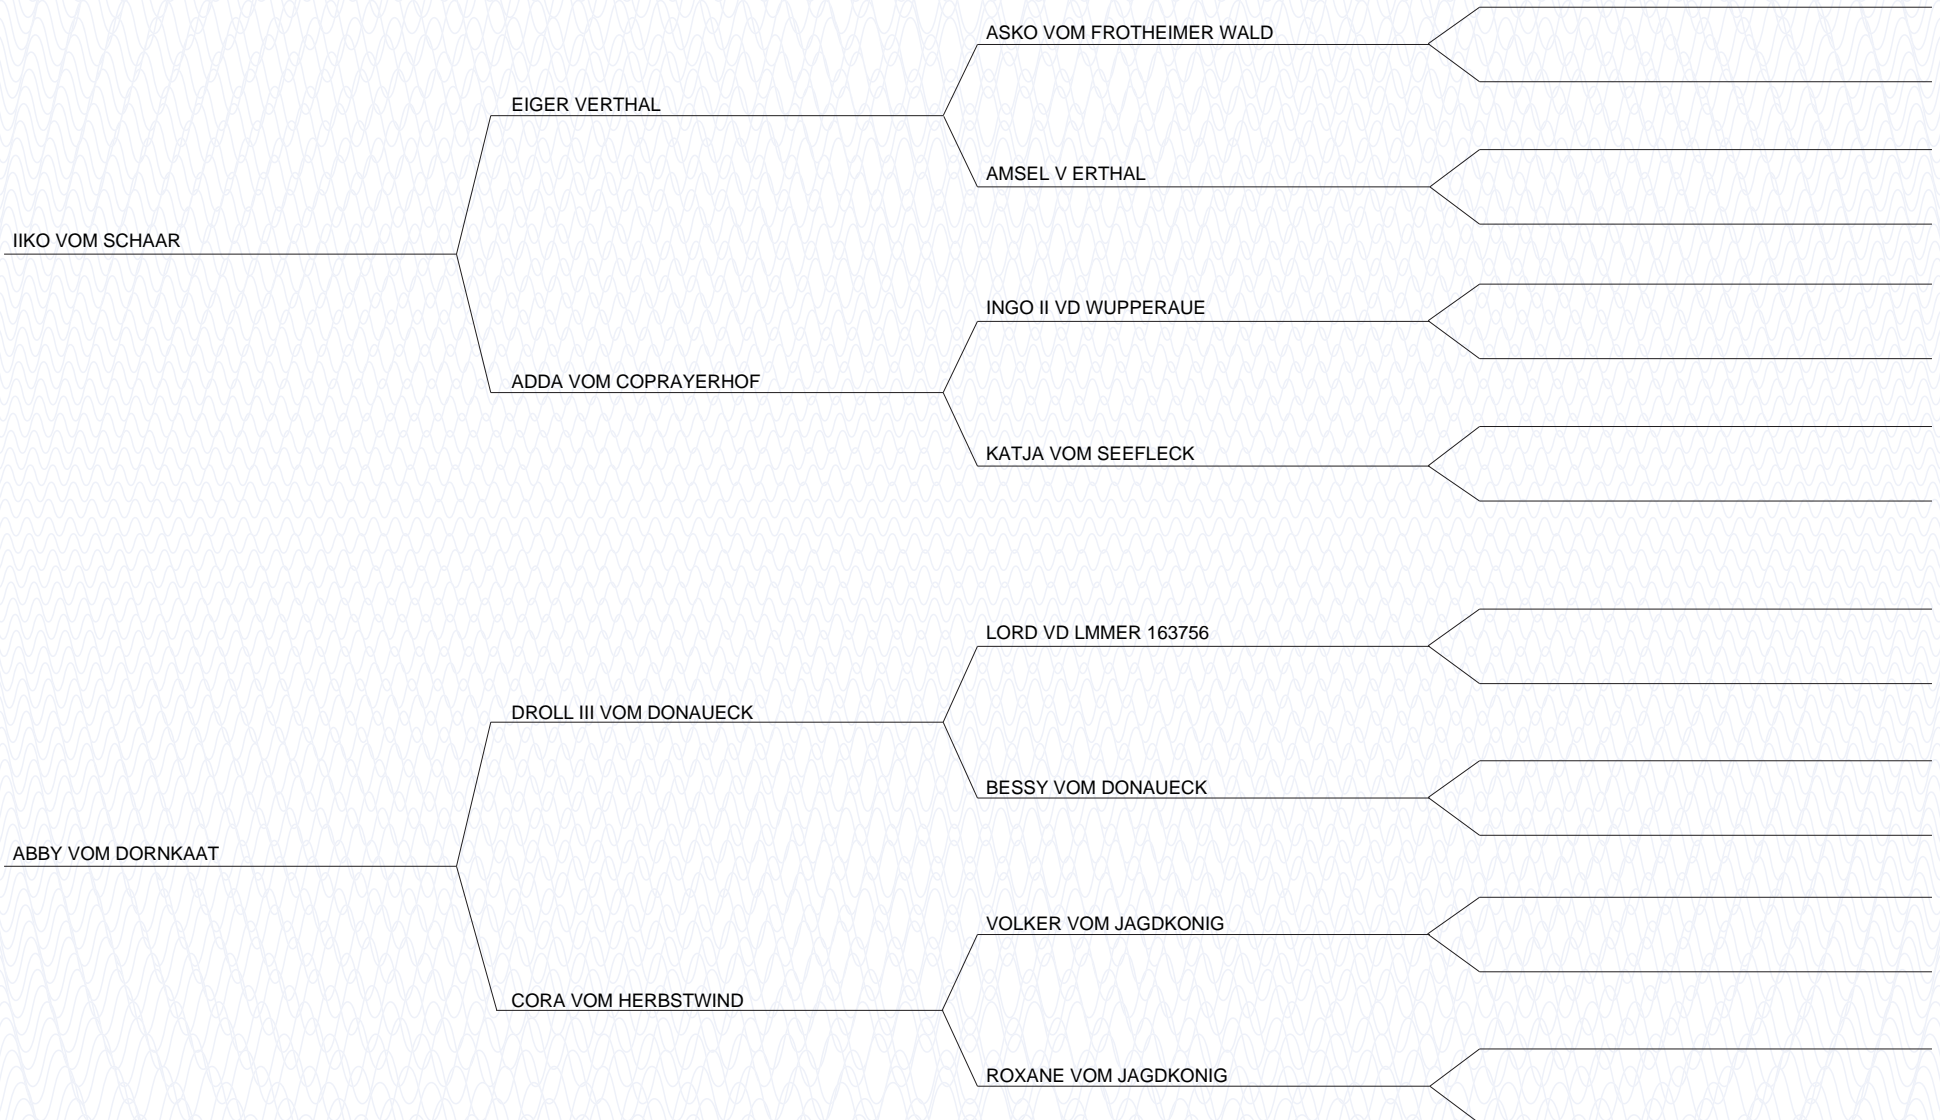 ASKO VOM FROTHEIMER WALD
EIGER VERTHAL
AMSEL V ERTHAL
IIKO VOM SCHAAR
INGO II VD WUPPERAUE
ADDA VOM COPRAYERHOF
KATJA VOM SEEFLECK
LORD VD LMMER 163756
DROLL III VOM DONAUECK
BESSY VOM DONAUECK
ABBY VOM DORNKAAT
VOLKER VOM JAGDKONIG
CORA VOM HERBSTWIND
ROXANE VOM JAGDKONIG